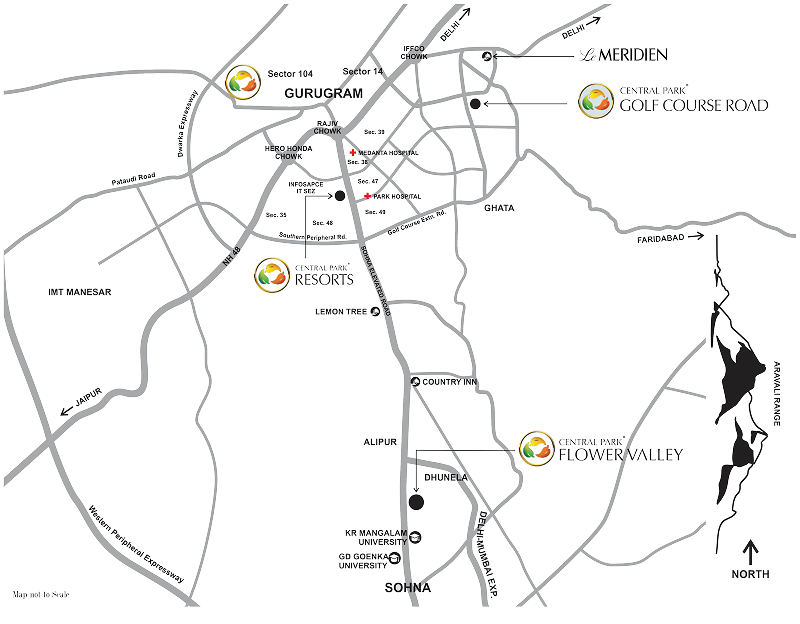 DELHI
DELHI
IFFCO
CHOWK
Le MERIDIEN
Sector 104
Sector 14
GURUGRAM
CENTRAL PARK®
GOLF COURSE ROAD
Dwarka Expressway
RAJIV
CHOWK
Sec. 39
HERO HONDA
CHOWK
MEDANTA HOSPITAL
Sec. 38
Pataudi Road
Sec. 47
INFOSAPCE
IT SEZ
PARK HOSPITAL
GHATA
Sec. 35
Sec. 48
Sec. 49
Golf Course Extn. Rd.
Southern Peripheral Rd.
FARIDABAD
NH 48
SOHNA ELEVATED ROAD
CENTRAL PARK®
RESORTS
IMT MANESAR
LEMON TREE
JAIPUR
COUNTRY INN
ARAVALI RANGE
ALIPUR
CENTRAL PARK®
FLOWER VALLEY
DHUNELA
Western Peripheral Expressway
DELHI-MUMBAI EXP.
KR MANGALAM
UNIVERSITY
GD GOENKA
UNIVERSITY
SOHNA
NORTH
Map not to Scale